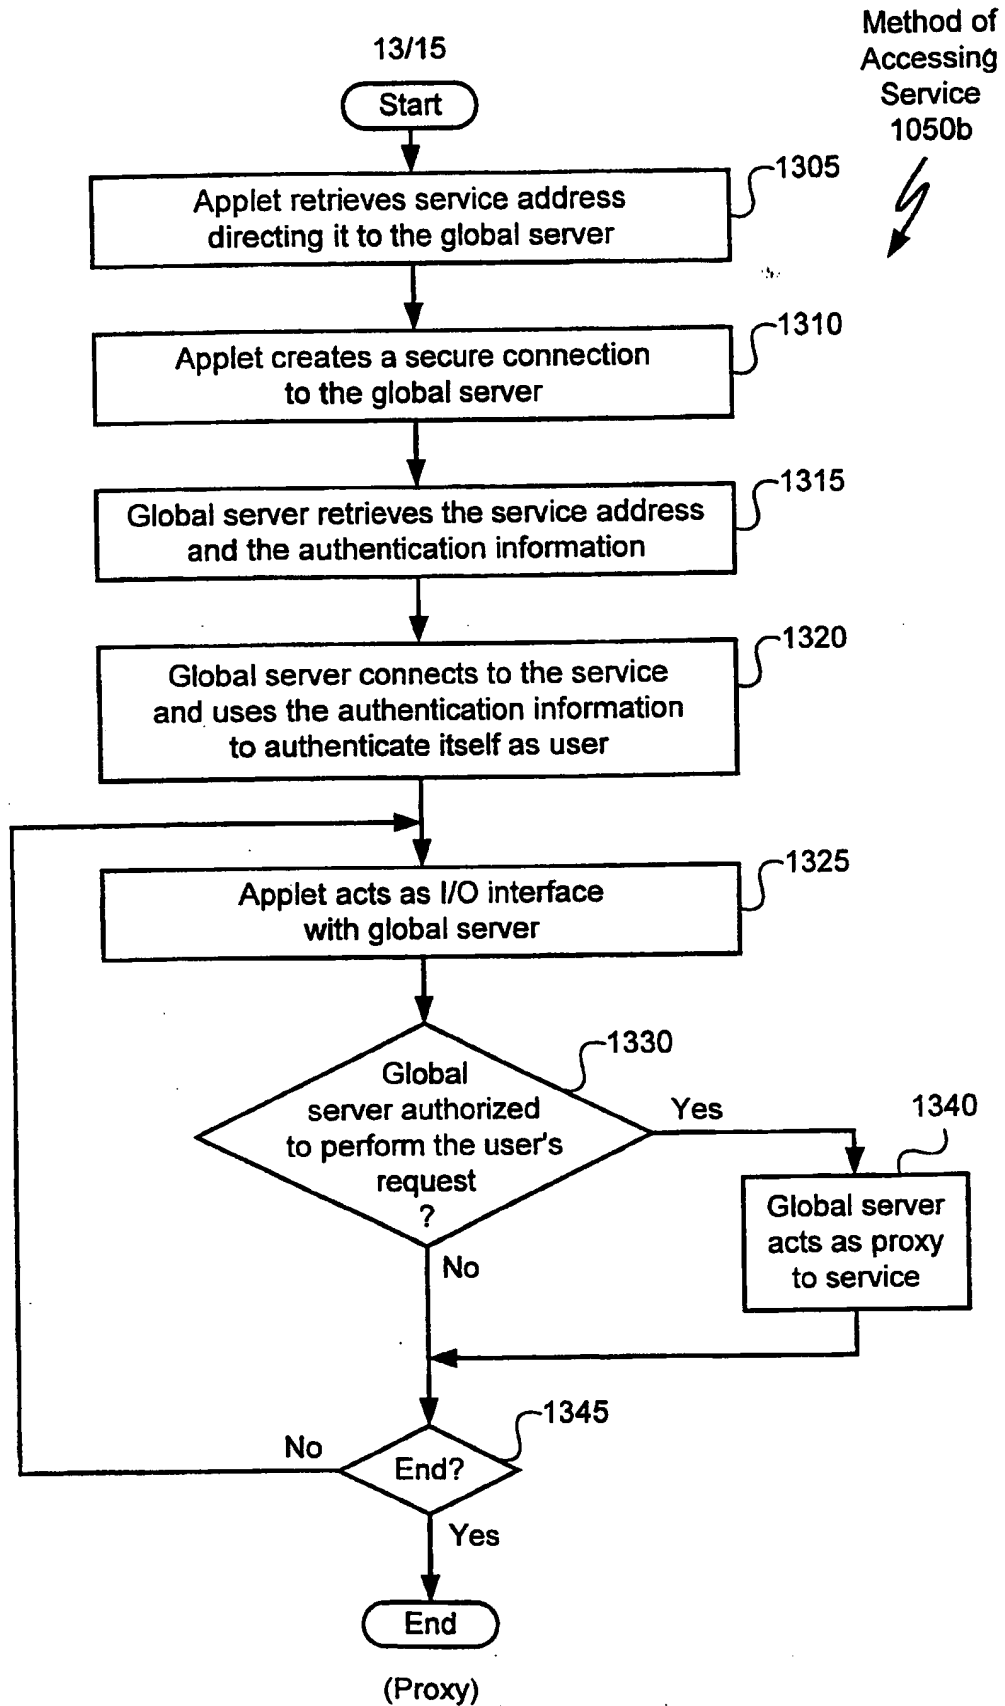 13/15
Method of
Accessing
Service
1050b
Start
1305
Applet retrieves service address
directing it to the global server
1310
Applet creates a secure connection
to the global server
1315
Global server retrieves the service address
and the authentication information
1320
Global server connects to the service
and uses the authentication information
to authenticate itself as user
1325
Applet acts as I/O interface
with global server
1330
Global
server authorized
to perform the user's
request
?
Yes
1340
Global server
acts as proxy
to service
No
1345
No
End?
Yes
End
(Proxy)